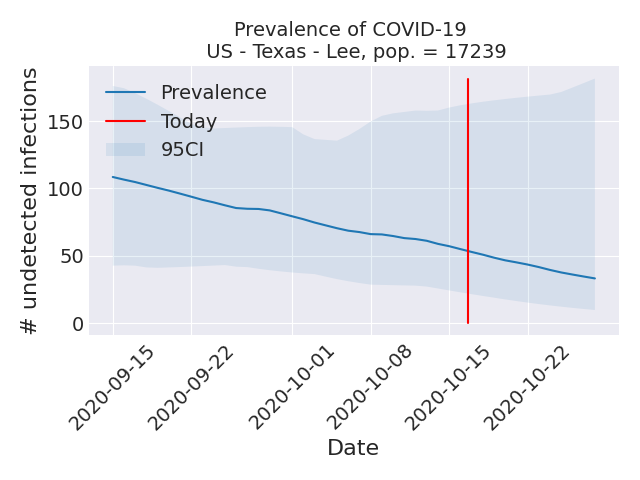 Prevalence of COVID-19
US - Texas - Lee, pop. = 17239
# undetected infections
150
100
50
0
Prevalence
Today
95CI
2020-09-15
2020-09-22
2020-10-01
2020-10-08
2020-10-15
2020-10-22
Date